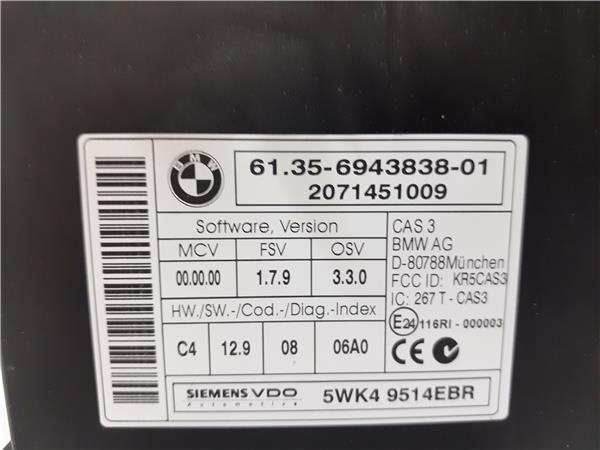 BMW
61.35-6943838-01
2071451009
Software, Version
MCV FSV OSV
00.00.00 1.7.9 3.3.0
HW./SW.-/Cod.-/Diag.-Index
C4 12.9 08 06A0
CAS 3
BMW AG
D-80788München
FCC ID: KR5CAS3
IC: 267 T - CAS3
E24 116RI - 000003
CE
SIEMENS VDO
Automotive
5WK4 9514EBR